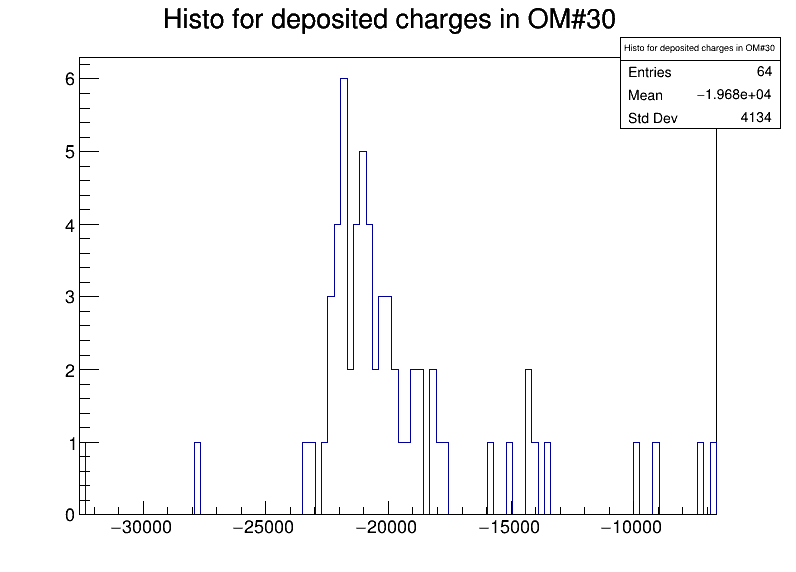 Histo for deposited charges in OM#30
Histo for deposited charges in OM#30
Entries 64
Mean −1.968e+04
Std Dev 4134
6
5
4
3
2
1
0
−30000 −25000 −20000 −15000 −10000